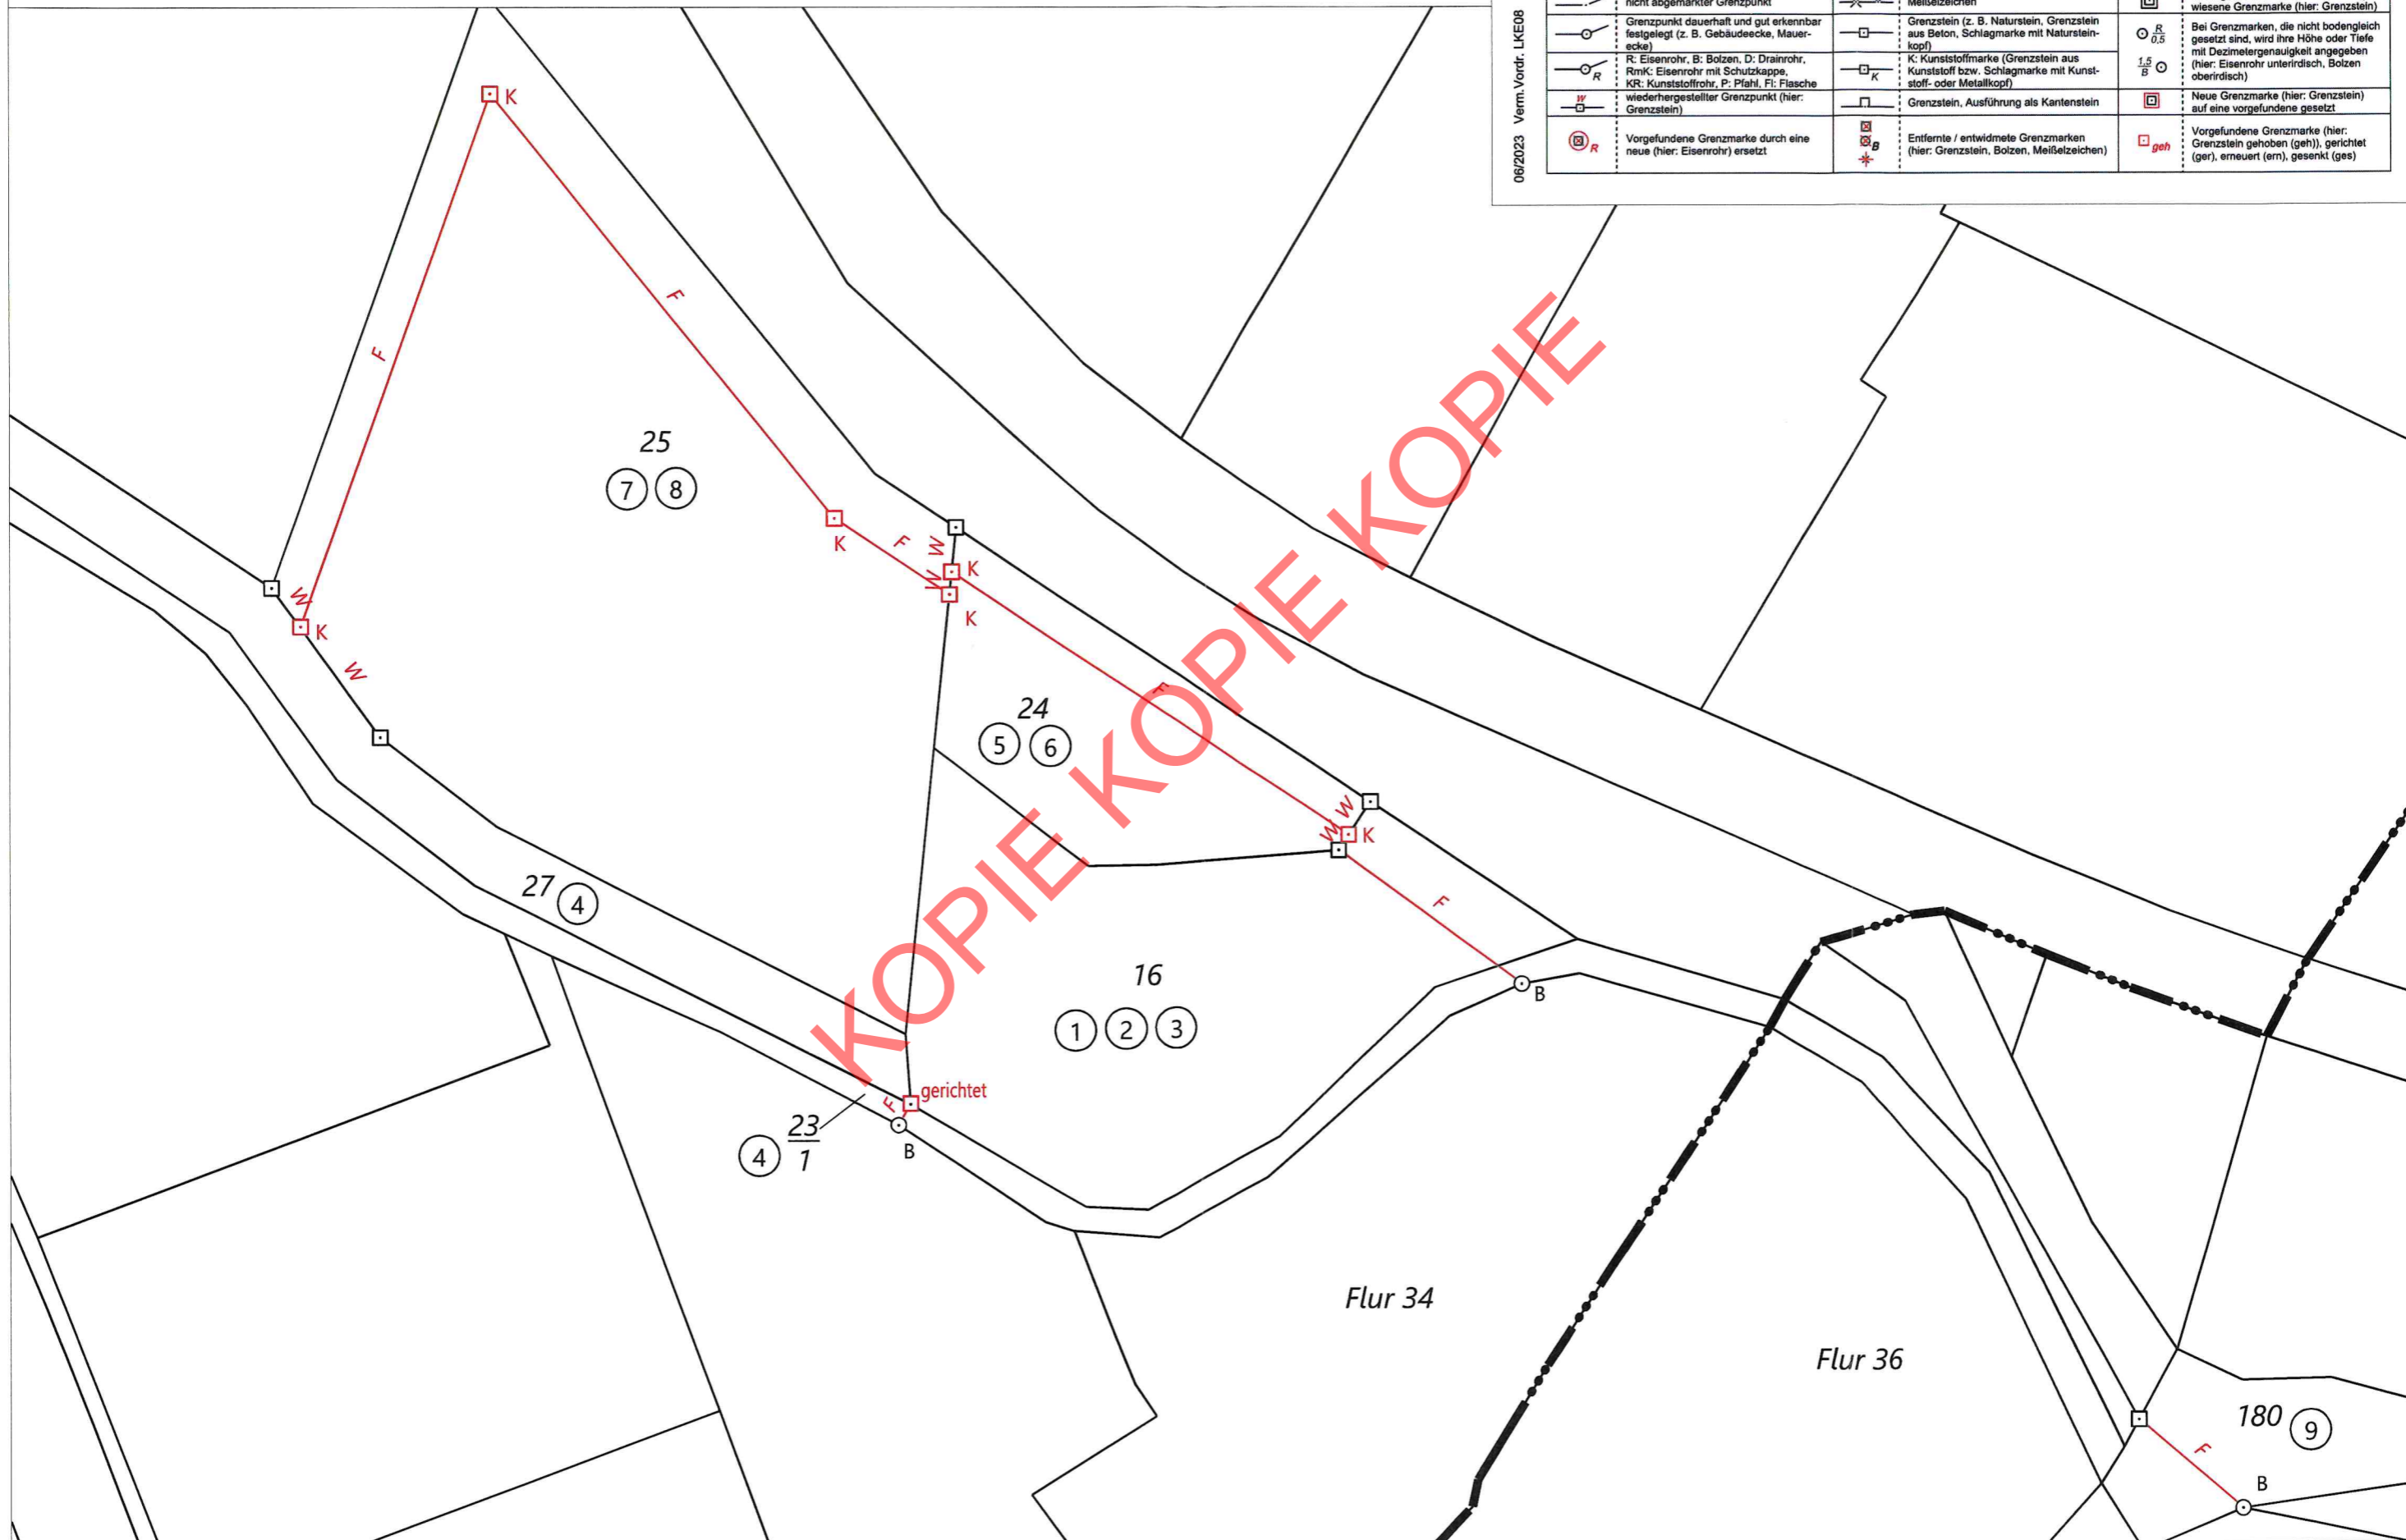 nicht abgemarkter Grenzpunkt
Meißelzeichen
wiesene Grenzmarke (hier: Grenzstein)
Grenzpunkt dauerhaft und gut erkennbar
festgelegt (z. B. Gebäudeecke, Mauer-
ecke)
Grenzstein (z. B. Naturstein, Grenzstein
aus Beton, Schlagmarke mit Naturstein-
kopf)
R
0,5
1,5
B
Bei Grenzmarken, die nicht bodengleich
gesetzt sind, wird ihre Höhe oder Tiefe
mit Dezimetergenauigkeit angegeben
(hier: Eisenrohr unterirdisch, Bolzen
oberirdisch)
R
R: Eisenrohr, B: Bolzen, D: Drainrohr,
RmK: Eisenrohr mit Schutzkappe,
KR: Kunststoffrohr, P: Pfahl, Fl: Flasche
K
K: Kunststoffmarke (Grenzstein aus
Kunststoff bzw. Schlagmarke mit Kunst-
stoff- oder Metallkopf)
W
wiederhergestellter Grenzpunkt (hier:
Grenzstein)
Grenzstein, Ausführung als Kantenstein
Neue Grenzmarke (hier: Grenzstein)
auf eine vorgefundene gesetzt
R
Vorgefundene Grenzmarke durch eine
neue (hier: Eisenrohr) ersetzt
B
Entfernte / entwidmete Grenzmarken
(hier: Grenzstein, Bolzen, Meißelzeichen)
geh
Vorgefundene Grenzmarke (hier:
Grenzstein gehoben (geh)), gerichtet
(ger), erneuert (ern), gesenkt (ges)
06/2023 Verm.Vordr. LKE08
K
F
F
25
7 8
K
F
W
K
W
K
W
K
W
F
24
5 6
W
W
K
27 4
F
16
1 2 3
B
gerichtet
F
23
1
4
B
Flur 34
Flur 36
180 9
F
B
KOPIE KOPIE KOPIE